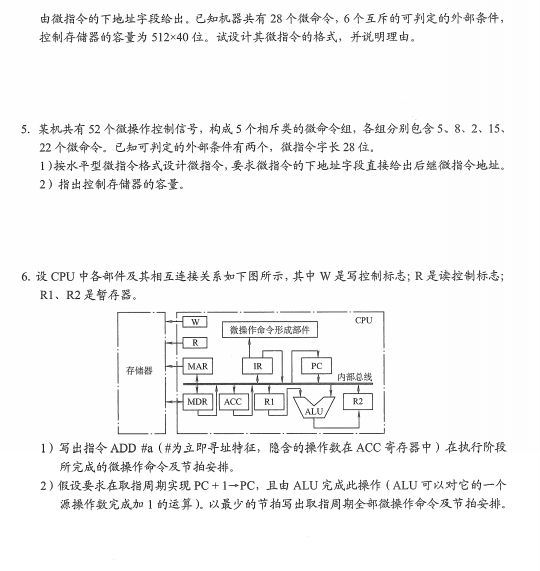 由微指令的下地址字段给出。已知机器共有 28 个微命令，6 个互斥的可判定的外部条件，
控制存储器的容量为 512×40 位。试设计其微指令的格式，并说明理由。
5. 某机共有 52 个微操作控制信号，构成 5 个相斥类的微命令组，各组分别包含 5、8、2、15、
22 个微命令。已知可判定的外部条件有两个，微指令字长 28 位。
1）按水平型微指令格式设计微指令，要求微指令的下地址字段直接给出后继微指令地址。
2）指出控制存储器的容量。
6. 设 CPU 中各部件及其相互连接关系如下图所示，其中 W 是写控制标志；R 是读控制标志；
R1、R2 是暂存器。
W
CPU
微操作命令形成部件
R
存储器
MAR
IR
PC
内部总线
MDR
ACC
R1
ALU
R2
1）写出指令 ADD #a（#为立即寻址特征，隐含的操作数在 ACC 寄存器中）在执行阶段
所完成的微操作命令及节拍安排。
2）假设要求在取指周期实现 PC + 1→PC，且由 ALU 完成此操作（ALU 可以对它的一个
源操作数完成加 1 的运算）。以最少的节拍写出取指周期全部微操作命令及节拍安排。